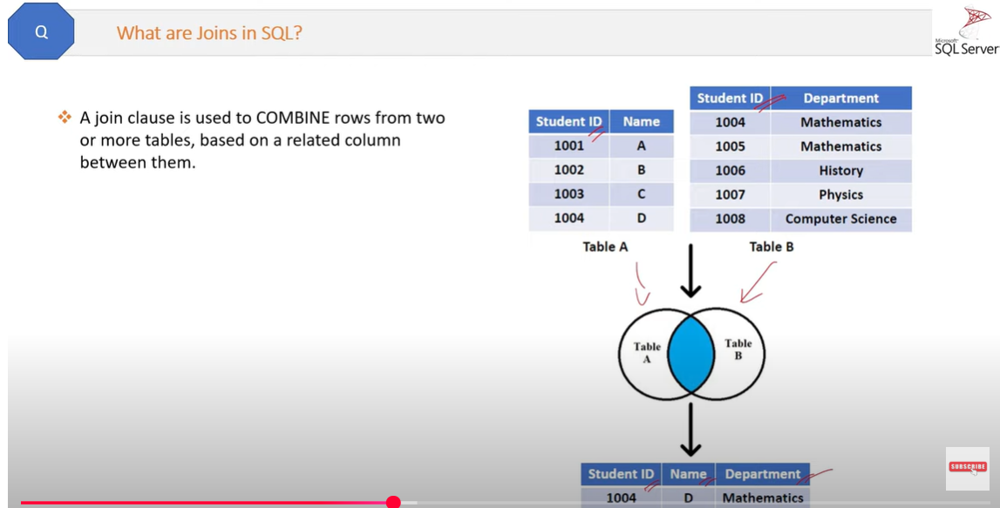 Q
What are Joins in SQL?
Microsoft
SQL Server
A join clause is used to COMBINE rows from two
or more tables, based on a related column
between them.
Student ID Name
1001 A
1002 B
1003 C
1004 D
Table A
Student ID Department
1004 Mathematics
1005 Mathematics
1006 History
1007 Physics
1008 Computer Science
Table B
Table
A
Table
B
Student ID Name Department
1004 D Mathematics
SUBSCRIBE